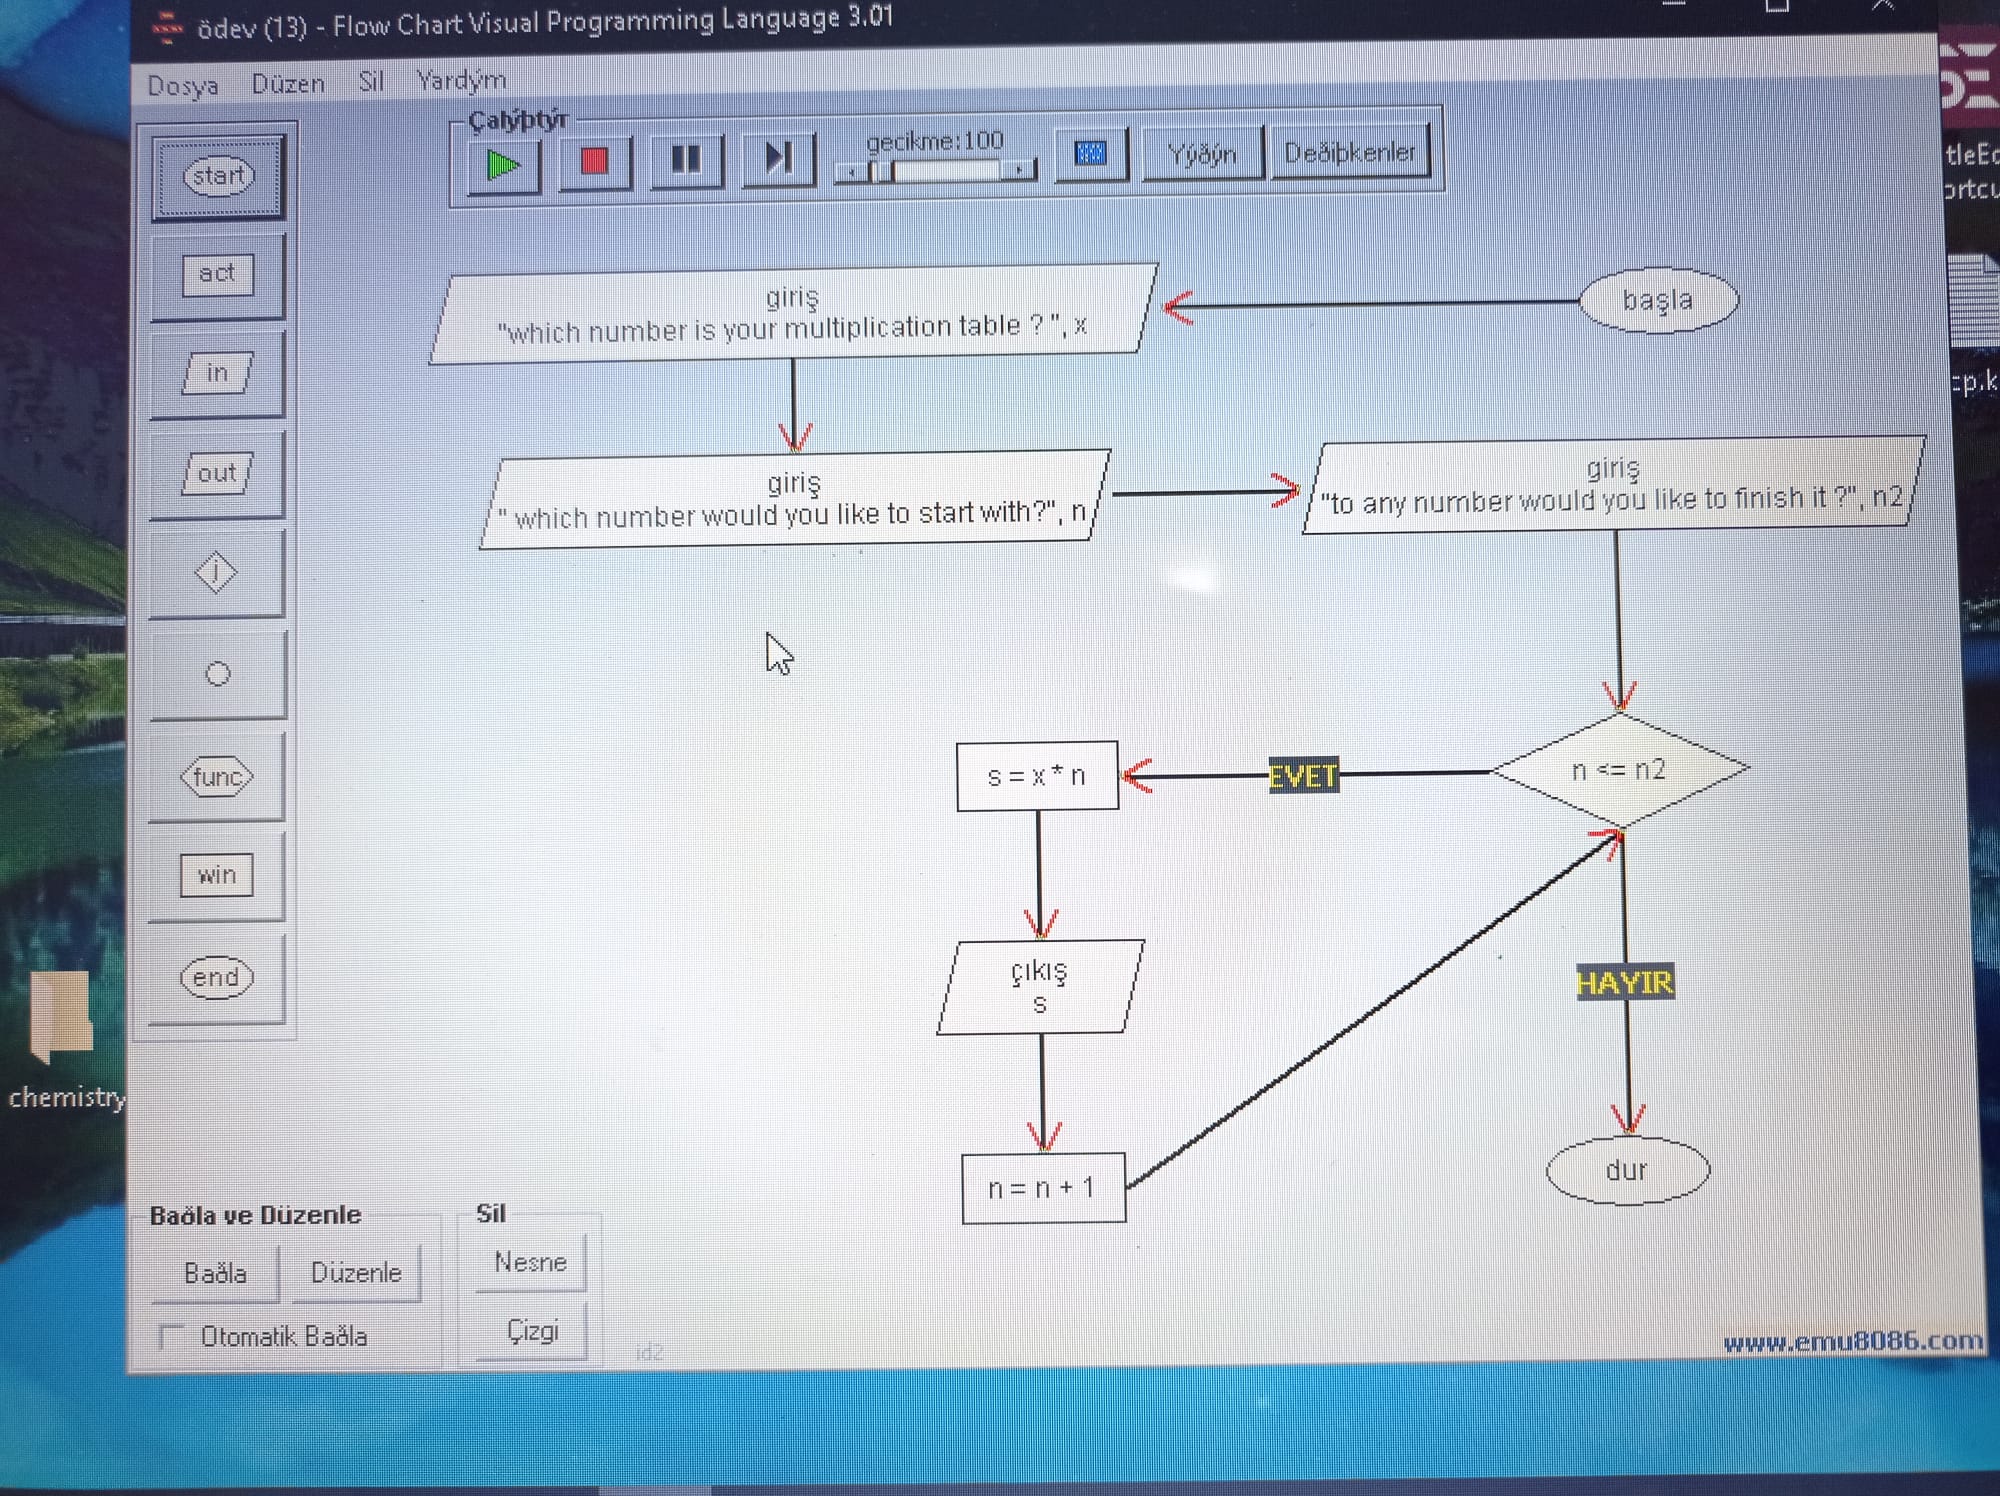 ödev (13) - Flow Chart Visual Programming Language 3.01
Dosya Düzen Sil Yardým
Çalýþtýr
gecikme:100
Yýðýn
Deðiþkenler
start
act
in
out
j
func
win
end
başla
giriş
"which number is your multiplication table ? ", x
giriş
" which number would you like to start with?", n
giriş
"to any number would you like to finish it ?", n2
n <= n2
EVET
s = x * n
çıkış
s
n = n + 1
HAYIR
dur
Baðla ve Düzenle
Baðla
Düzenle
Otomatik Baðla
Sil
Nesne
Çizgi
id2
www.emu8086.com
chemistry